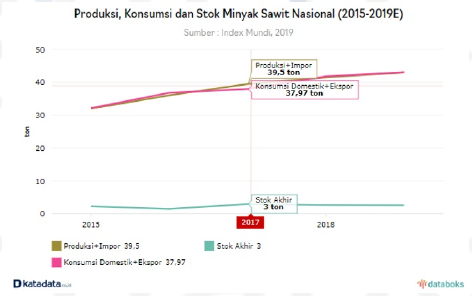 Produksi, Konsumsi dan Stok Minyak Sawit Nasional (2015-2019E)
Sumber : Index Mundi, 2019
50
Produksi+Impor
39,5 ton
40
Konsumsi Domestik+Ekspor
37,97 ton
30
ton
20
10
Stok Akhir
3 ton
0
2015
2017
2018
Produksi+Impor 39.5
Stok Akhir 3
Konsumsi Domestik+Ekspor 37.97
katadata.co.id
databoks